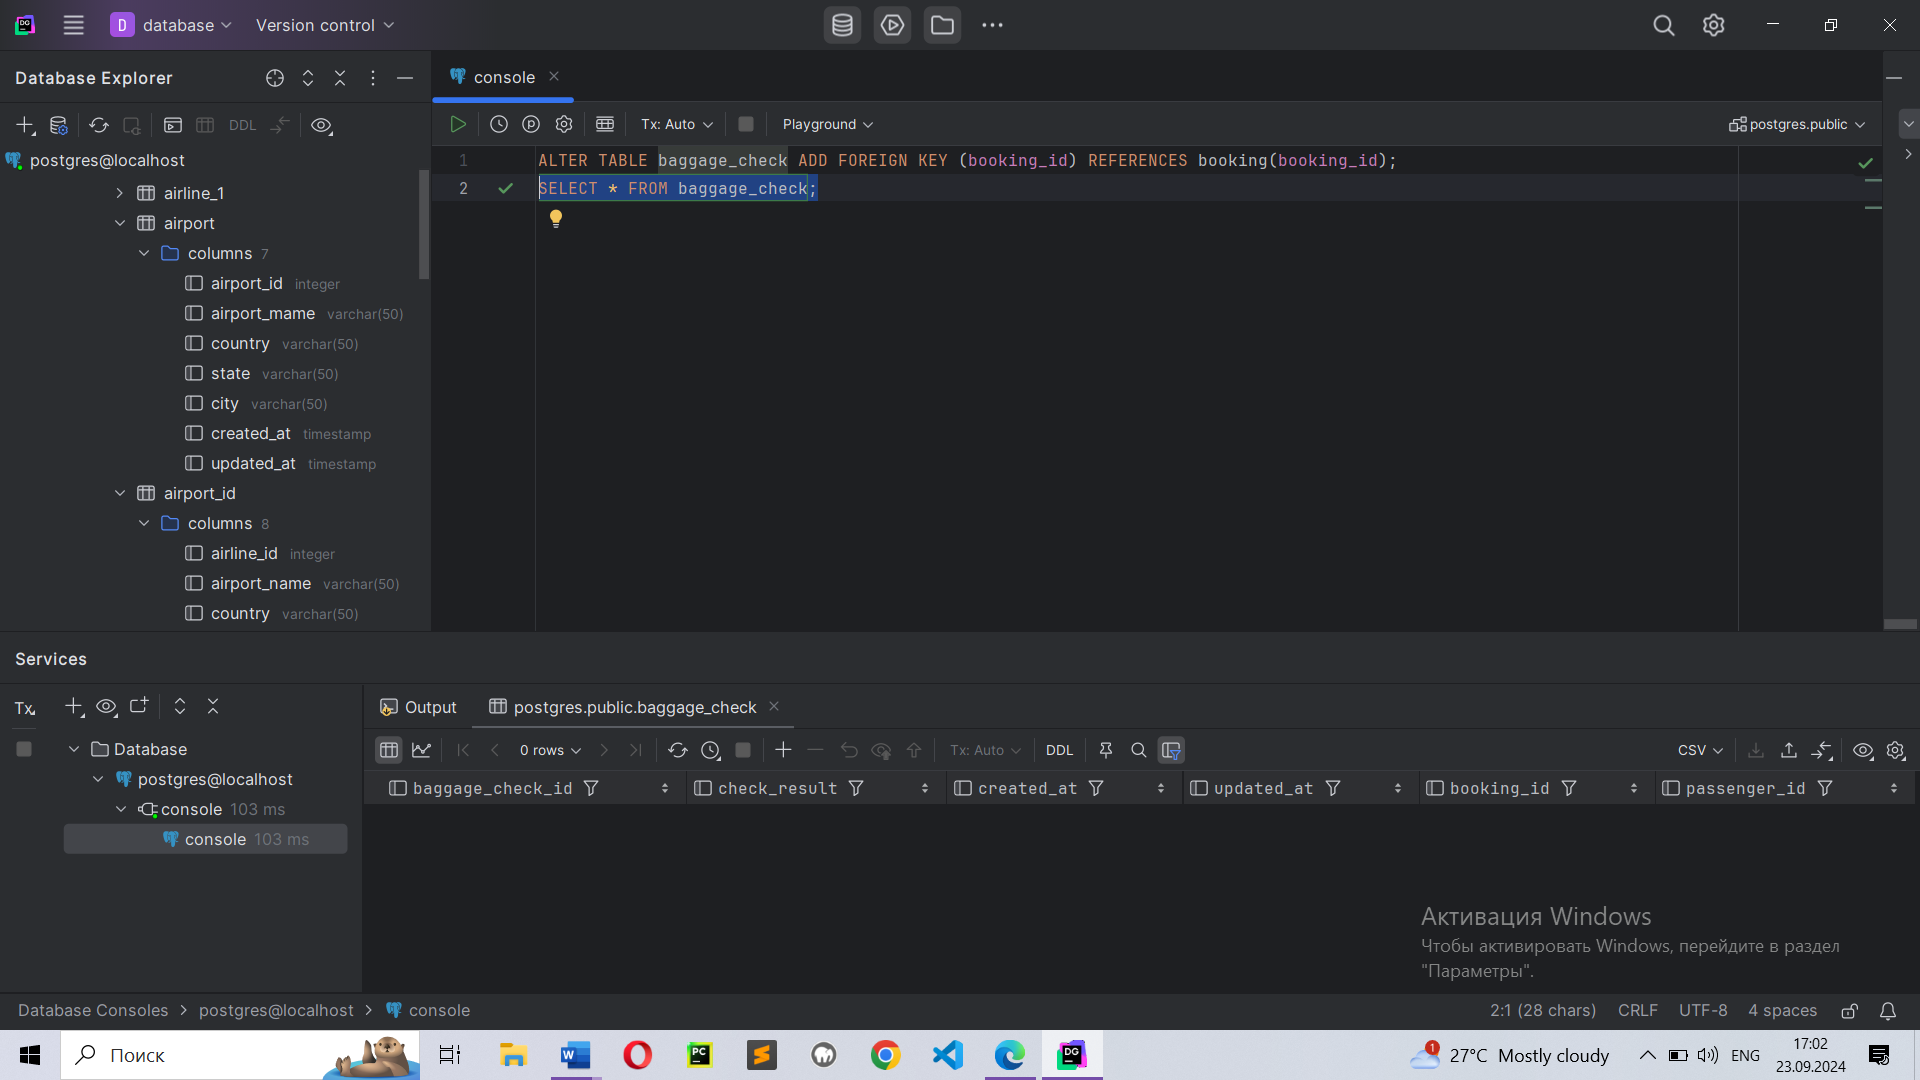 D database Version control
Database Explorer
console
DDL
Tx: Auto Playground postgres.public
postgres@localhost
airline_1
airport
columns 7
airport_id integer
airport_mame varchar(50)
country varchar(50)
state varchar(50)
city varchar(50)
created_at timestamp
updated_at timestamp
airport_id
columns 8
airline_id integer
airport_name varchar(50)
country varchar(50)
1 ALTER TABLE baggage_check ADD FOREIGN KEY (booking_id) REFERENCES booking(booking_id);
2 SELECT * FROM baggage_check;
Services
Tx
Database
postgres@localhost
console 103 ms
console 103 ms
Output postgres.public.baggage_check
0 rows Tx: Auto DDL CSV
baggage_check_id check_result created_at updated_at booking_id passenger_id
Активация Windows
Чтобы активировать Windows, перейдите в раздел
"Параметры".
Database Consoles postgres@localhost console 2:1 (28 chars) CRLF UTF-8 4 spaces
Поиск
1 27°C Mostly cloudy ENG
17:02
23.09.2024